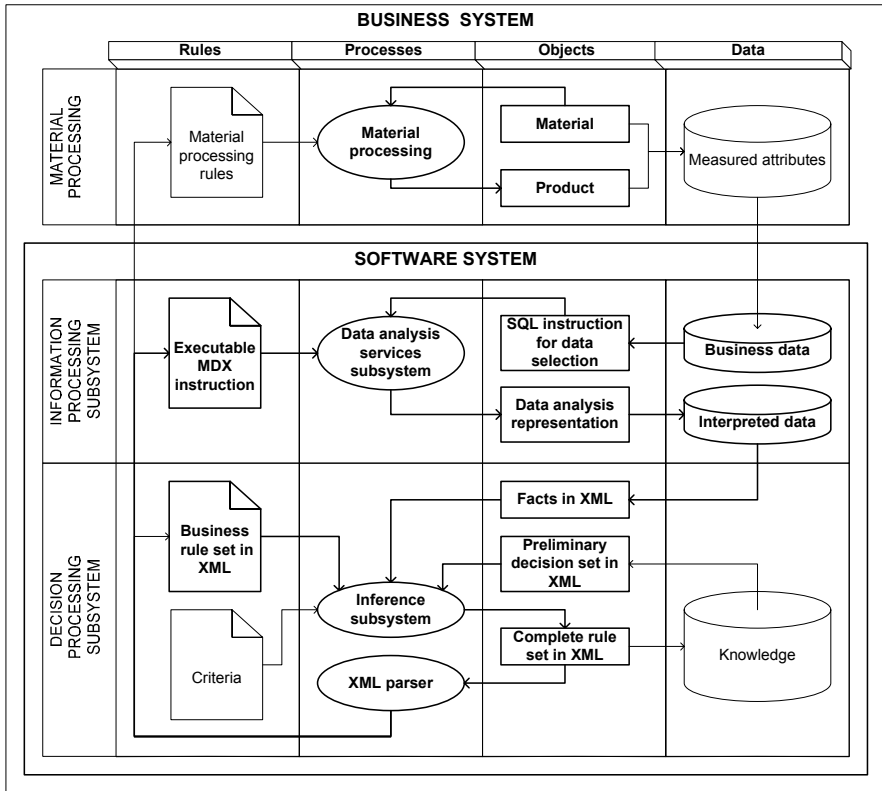 BUSINESS SYSTEM
Rules
Processes
Objects
Data
MATERIAL
PROCESSING
Material
processing
rules
Material
processing
Material
Product
Measured attributes
SOFTWARE SYSTEM
INFORMATION
PROCESSING
SUBSYSTEM
Executable
MDX
instruction
Data analysis
services
subsystem
SQL instruction
for data
selection
Business data
Data analysis
representation
Interpreted data
DECISION
PROCESSING
SUBSYSTEM
Business
rule set in
XML
Criteria
Inference
subsystem
XML parser
Facts in XML
Preliminary
decision set in
XML
Complete rule
set in XML
Knowledge